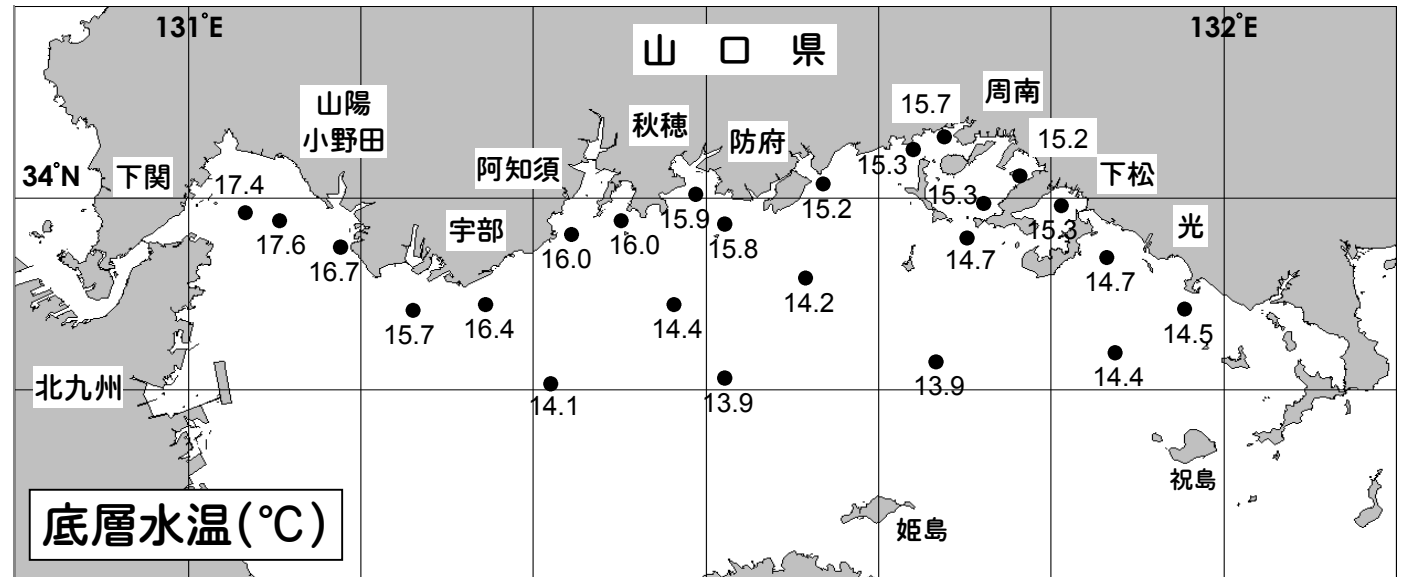 131°E
132°E
山 口 県
山陽
小野田
秋穂
防府
15.7
周南
15.2
阿知須
15.3
下松
34°N
下関
17.4
15.3
15.9
15.2
宇部
16.0
16.0
15.8
15.3
光
17.6
16.7
14.7
14.7
14.2
15.7
16.4
14.4
14.5
北九州
14.1
13.9
13.9
14.4
祝島
姫島
底層水温(℃)